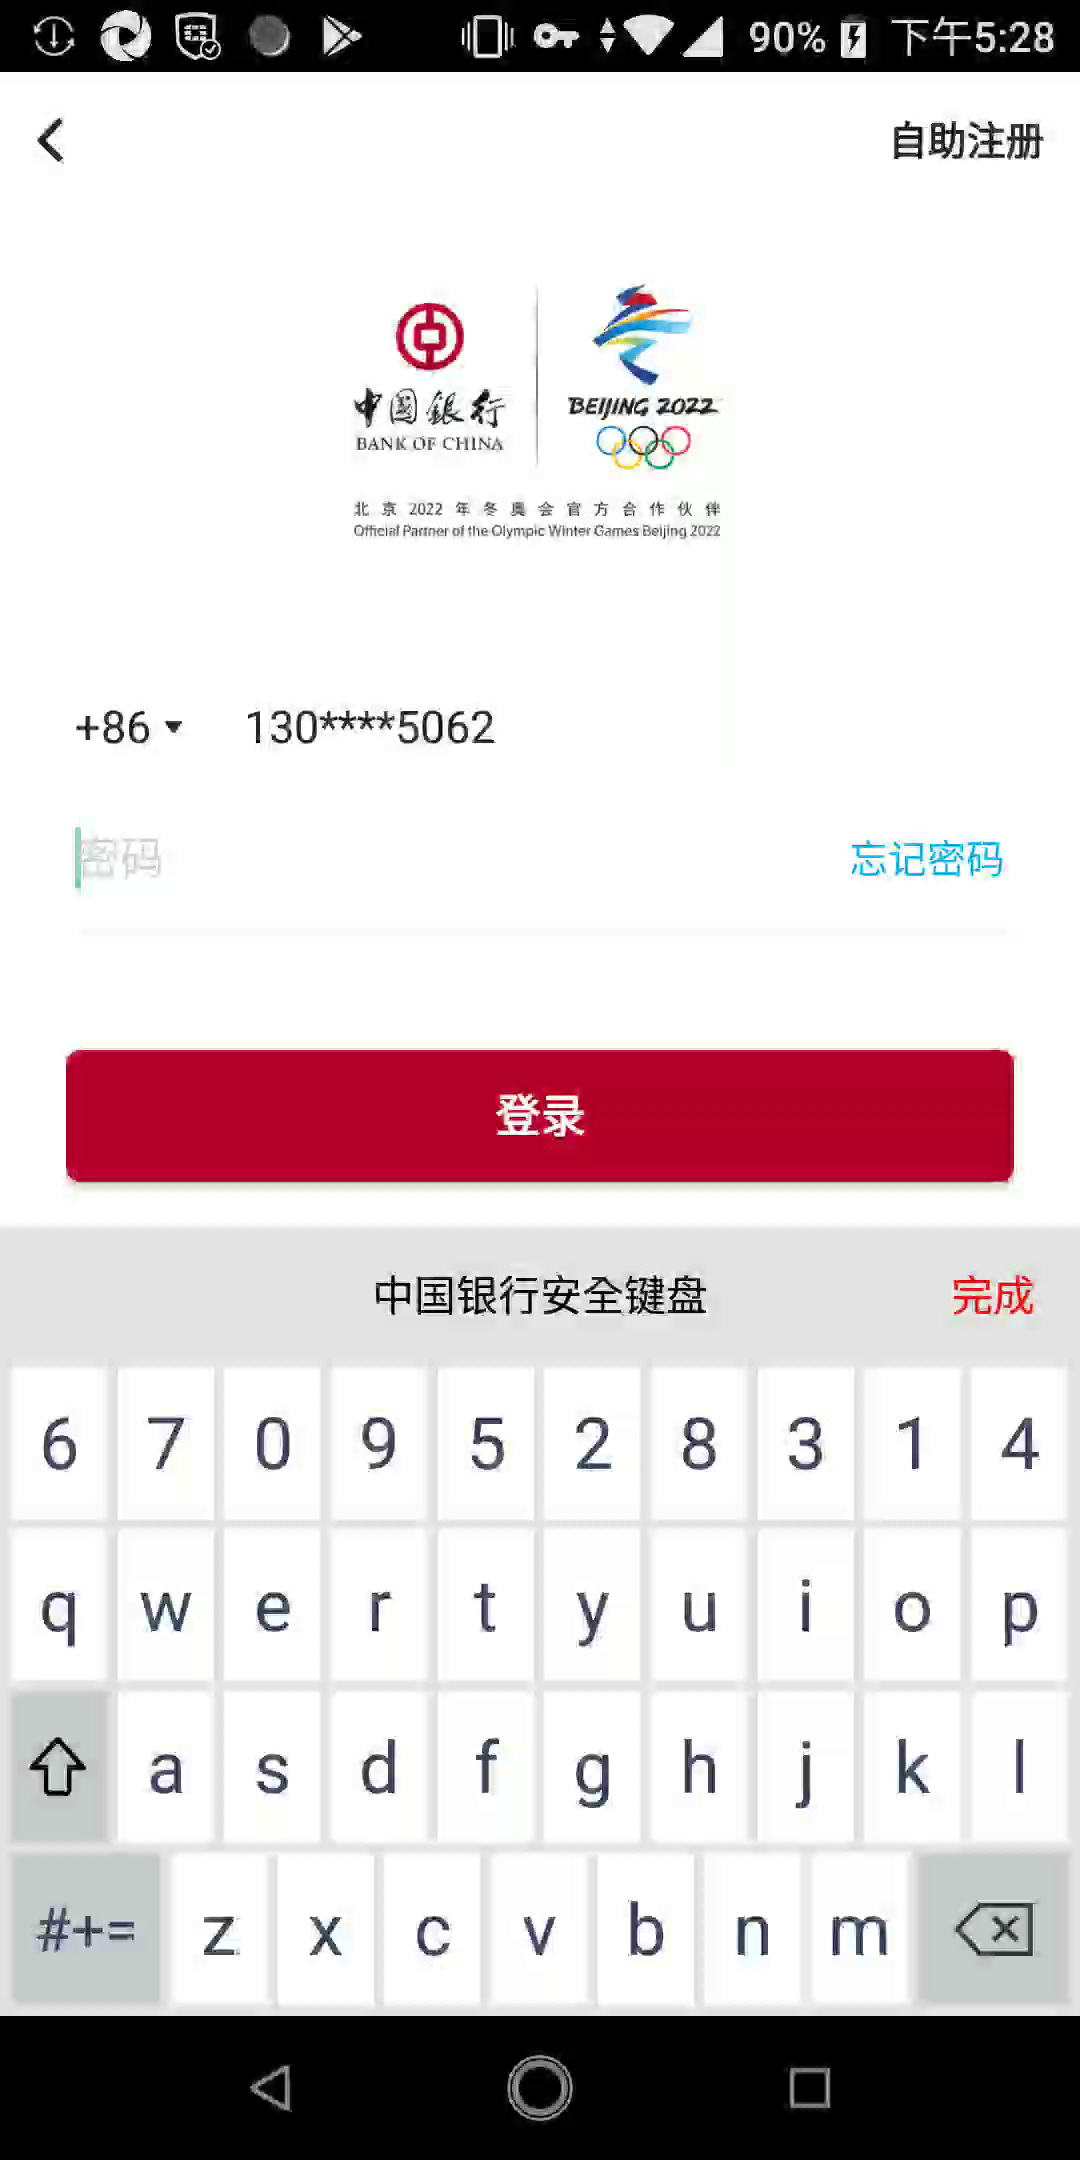 90% 下午5:28
自助注册
中国銀行
BANK OF CHINA
BEIJING 2022
北京2022年冬奥会官方合作伙伴
Official Partner of the Olympic Winter Games Beijing 2022
+86 130****5062
密码 忘记密码
登录
中国银行安全键盘 完成
6 7 0 9 5 2 8 3 1 4
q w e r t y u i o p
a s d f g h j k l
#+= z x c v b n m